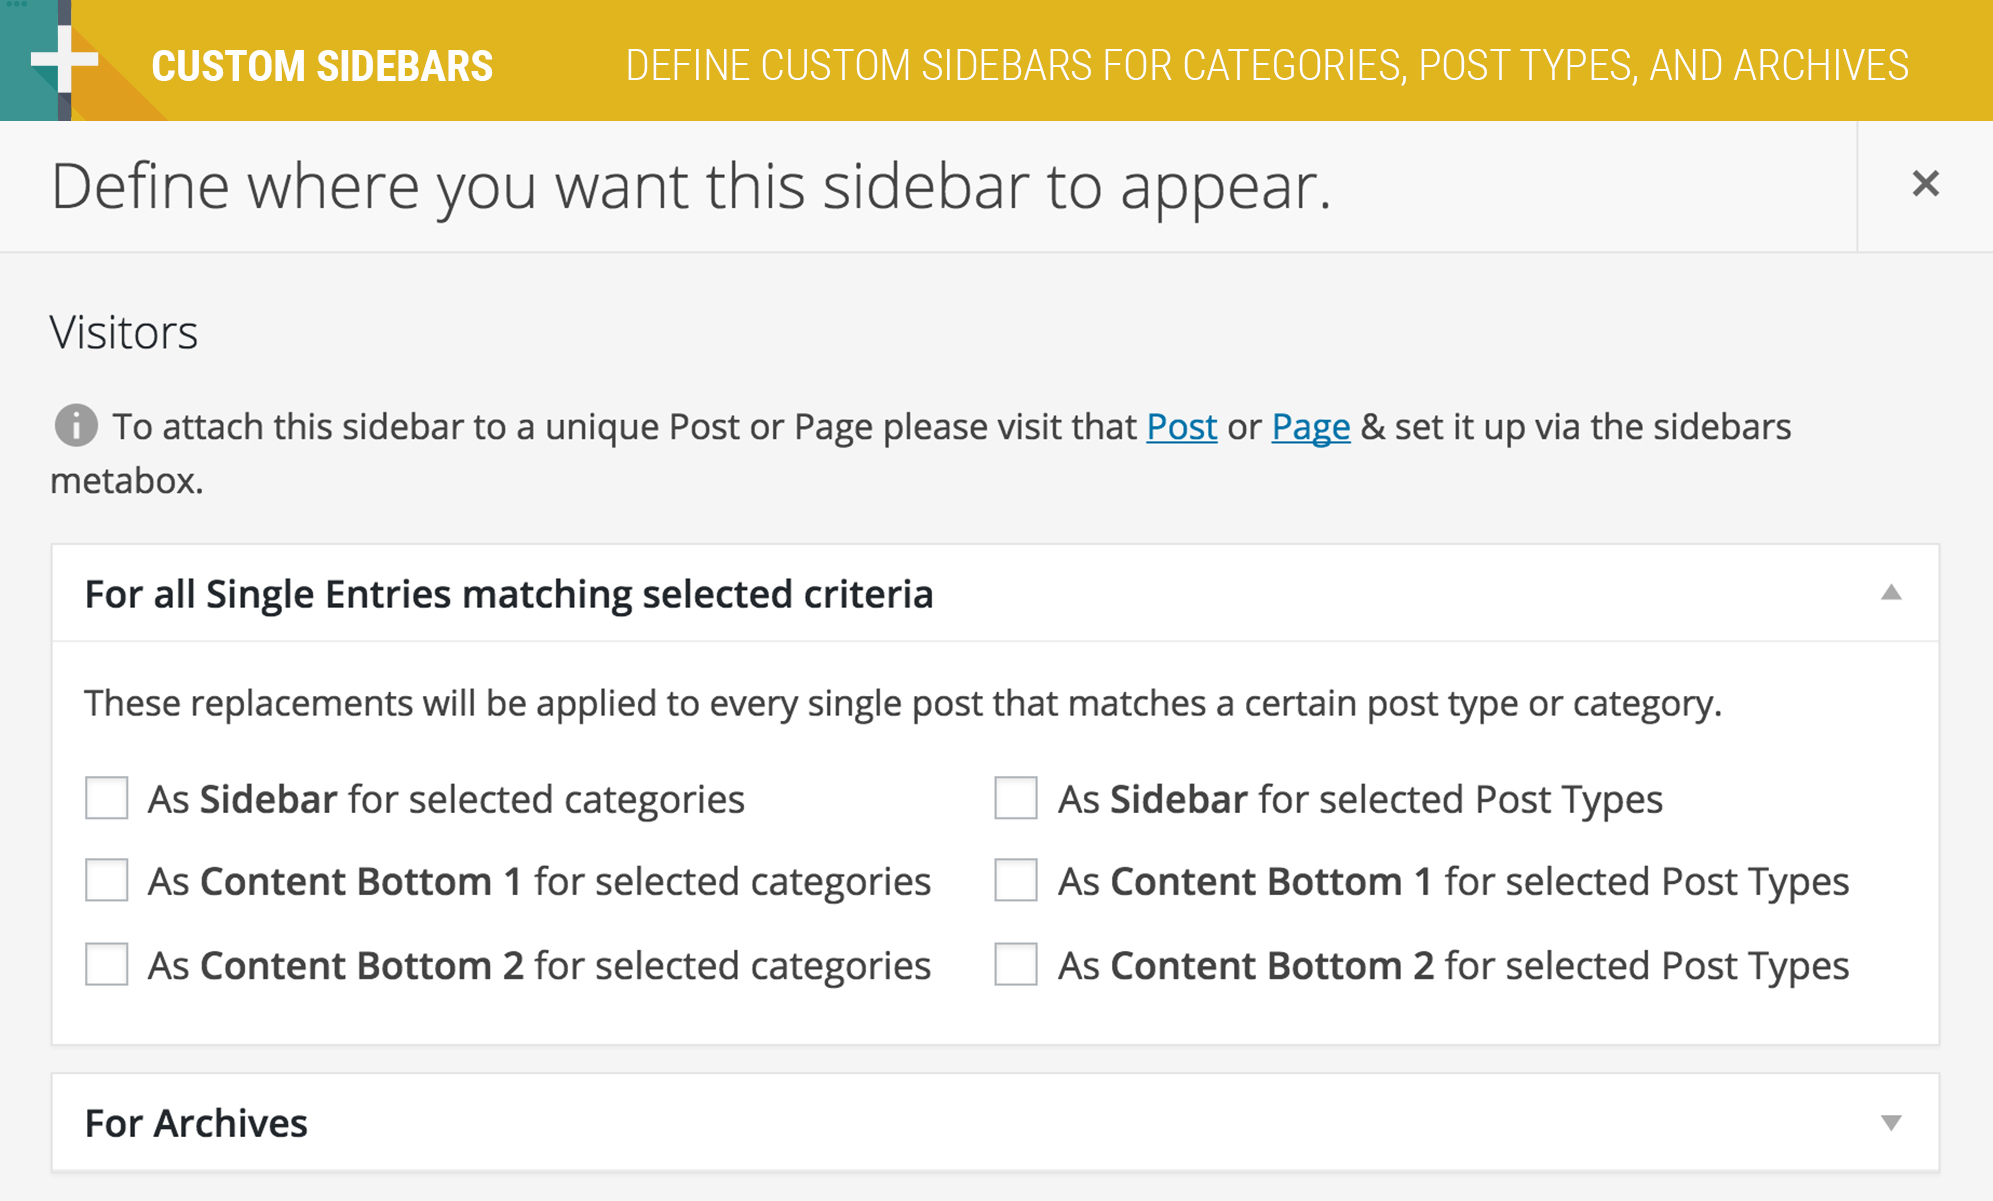 CUSTOM SIDEBARS
DEFINE CUSTOM SIDEBARS FOR CATEGORIES, POST TYPES, AND ARCHIVES
Define where you want this sidebar to appear.
Visitors
To attach this sidebar to a unique Post or Page please visit that Post or Page & set it up via the sidebars
metabox.
For all Single Entries matching selected criteria
These replacements will be applied to every single post that matches a certain post type or category.
As Sidebar for selected categories
As Sidebar for selected Post Types
As Content Bottom 1 for selected categories
As Content Bottom 1 for selected Post Types
As Content Bottom 2 for selected categories
As Content Bottom 2 for selected Post Types
For Archives